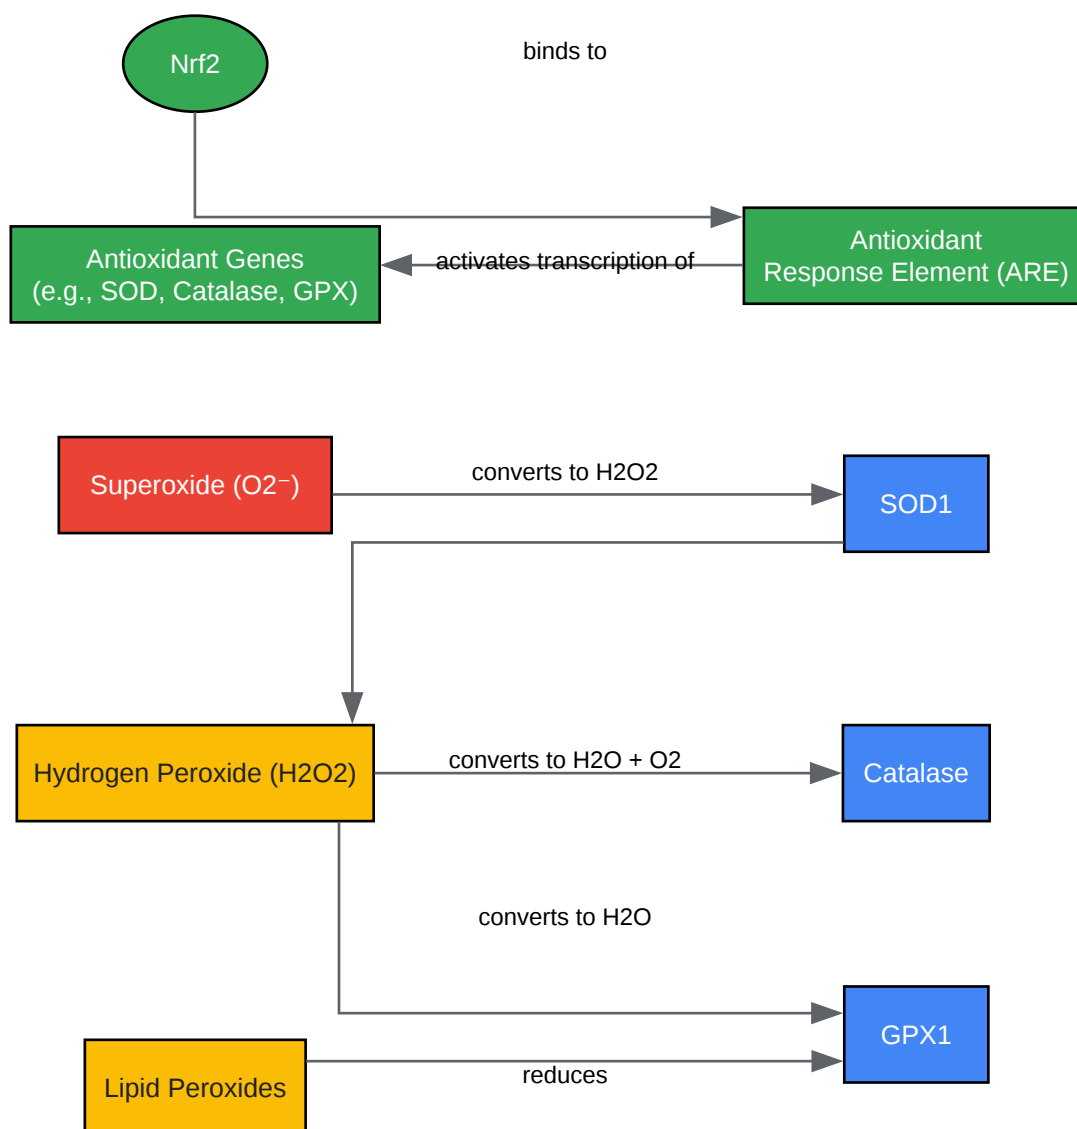 Nrf2
binds to
Antioxidant
Response Element (ARE)
Antioxidant Genes
(e.g., SOD, Catalase, GPX)
activates transcription of
Superoxide (O2⁻)
converts to H2O2
SOD1
Hydrogen Peroxide (H2O2)
converts to H2O + O2
Catalase
converts to H2O
GPX1
Lipid Peroxides
reduces